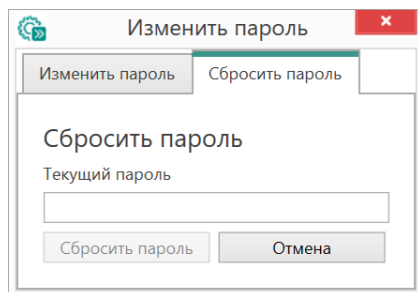 Изменить пароль
Изменить пароль Сбросить пароль
Сбросить пароль
Текущий пароль
Сбросить пароль Отмена